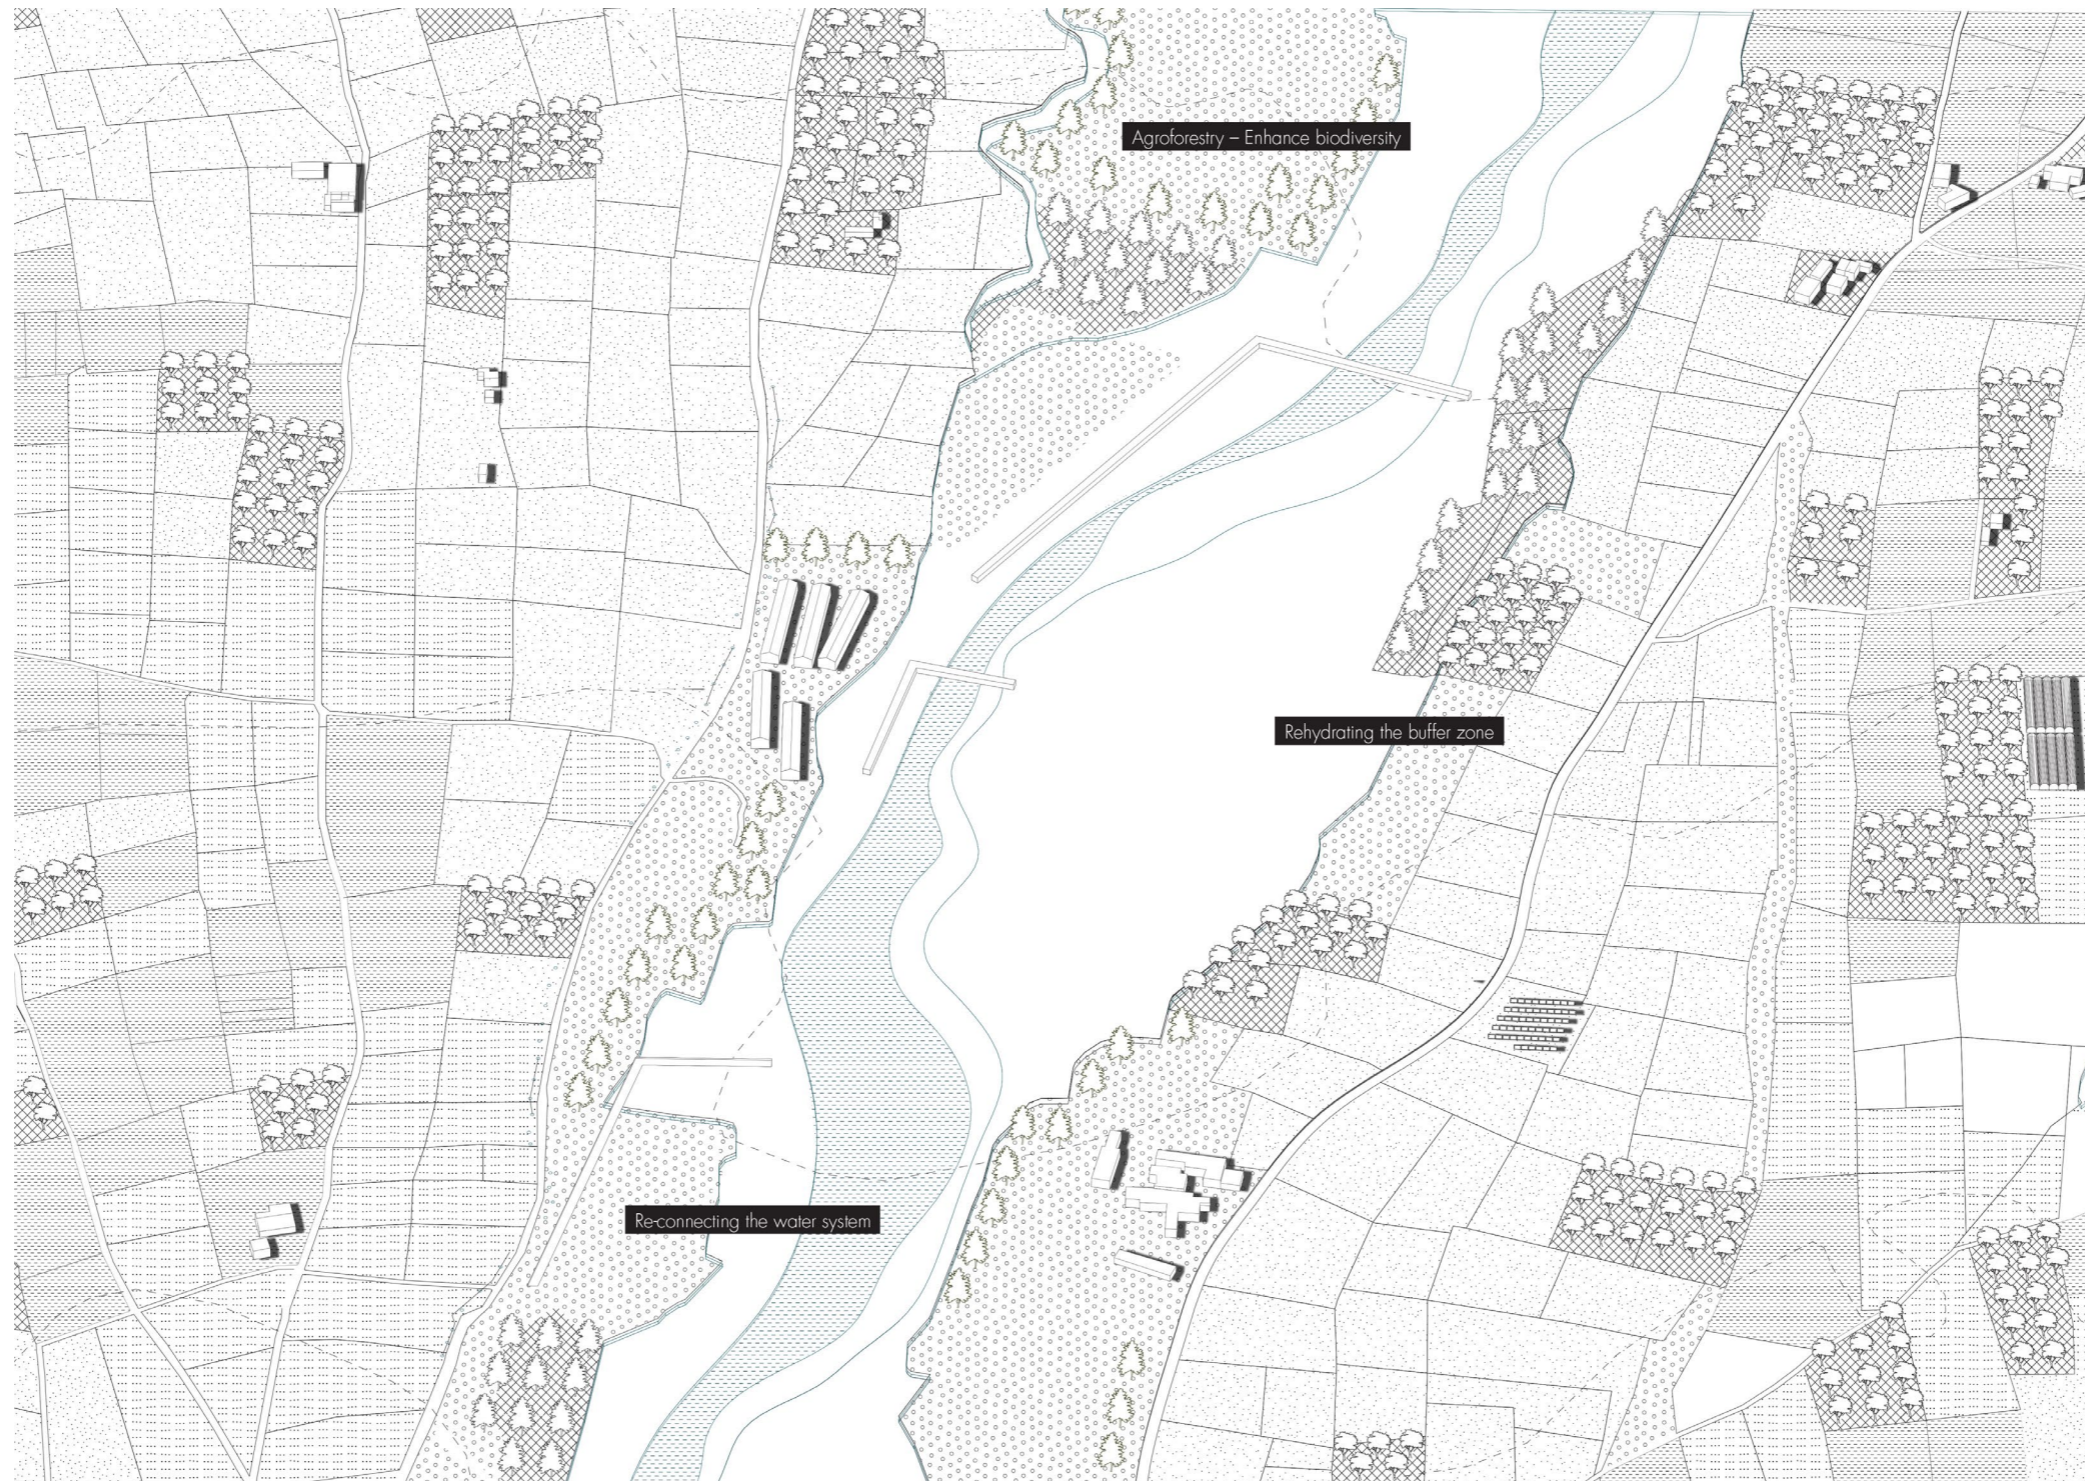 Agroforestry – Enhance biodiversity
Rehydrating the buffer zone
Re-connecting the water system